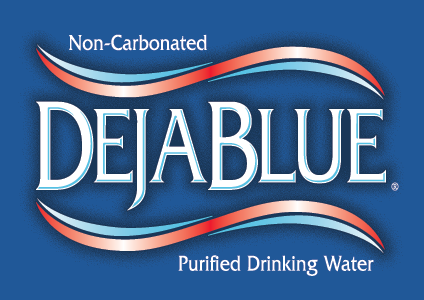 Non-Carbonated
DEJABLUE®
Purified Drinking Water